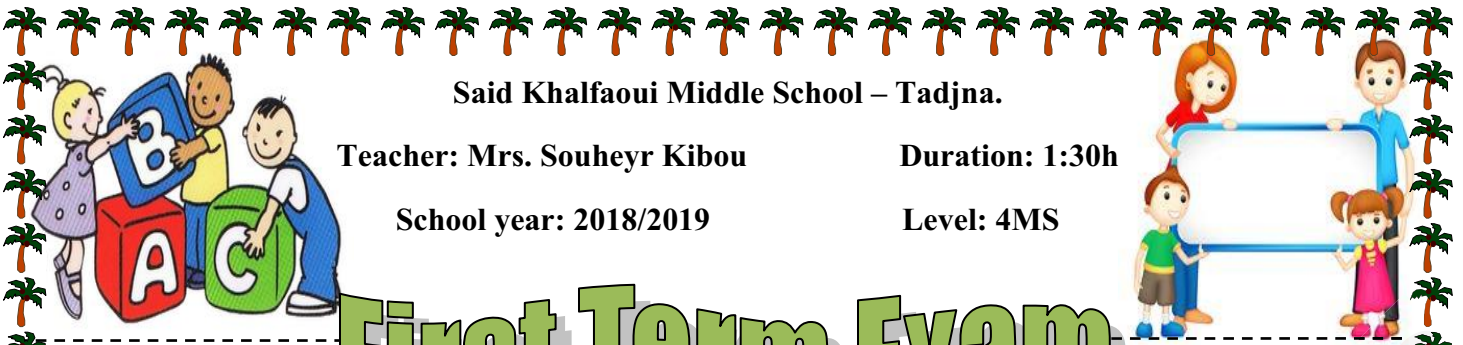 Said Khalfaoui Middle School – Tadjna.
Teacher: Mrs. Souheyr Kibou Duration: 1:30h
School year: 2018/2019 Level: 4MS
B
A C
First Term Exam